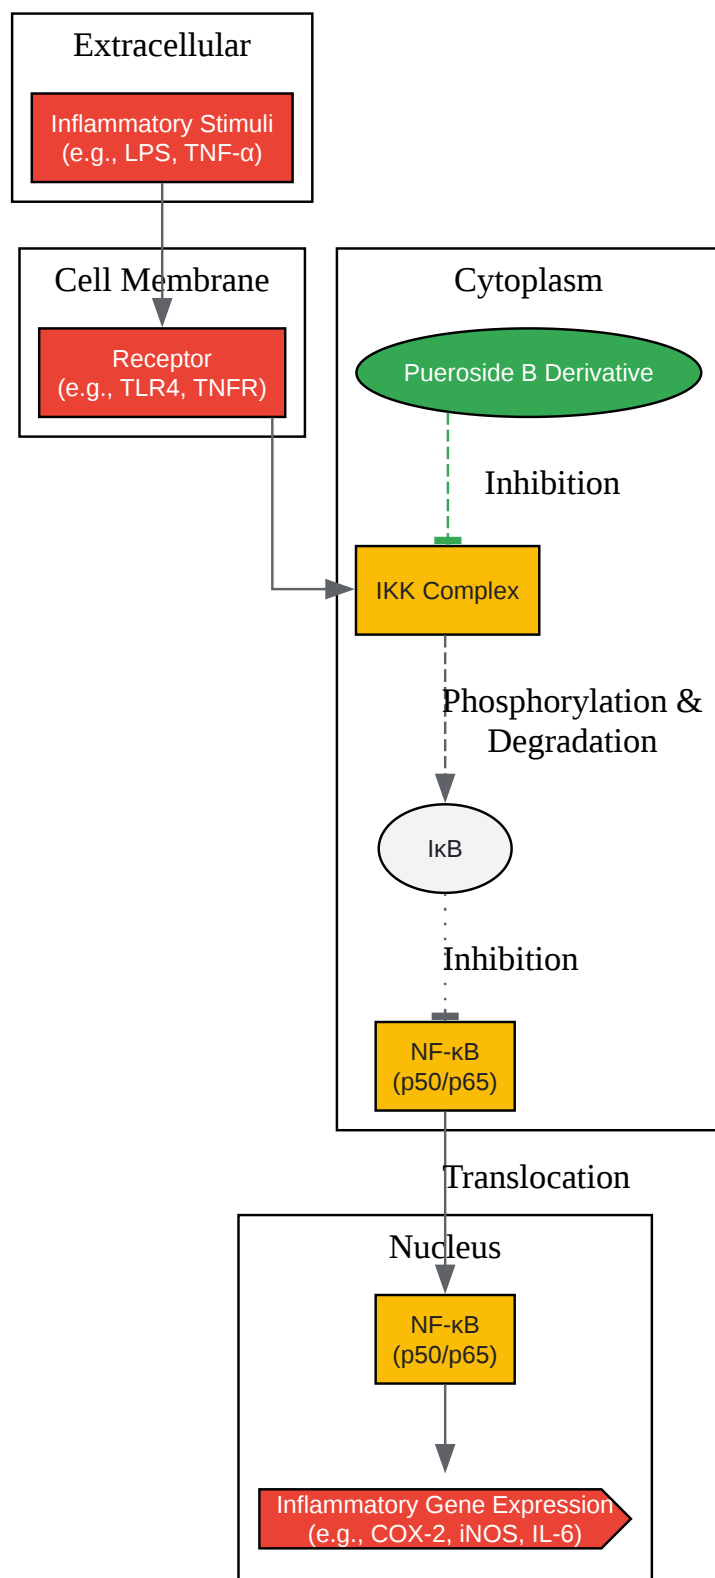 Extracellular
Inflammatory Stimuli
(e.g., LPS, TNF-α)
Cell Membrane
Receptor
(e.g., TLR4, TNFR)
Cytoplasm
Pueroside B Derivative
Inhibition
IKK Complex
Phosphorylation &
Degradation
IκB
Inhibition
NF-κB
(p50/p65)
Translocation
Nucleus
NF-κB
(p50/p65)
Inflammatory Gene Expression
(e.g., COX-2, iNOS, IL-6)